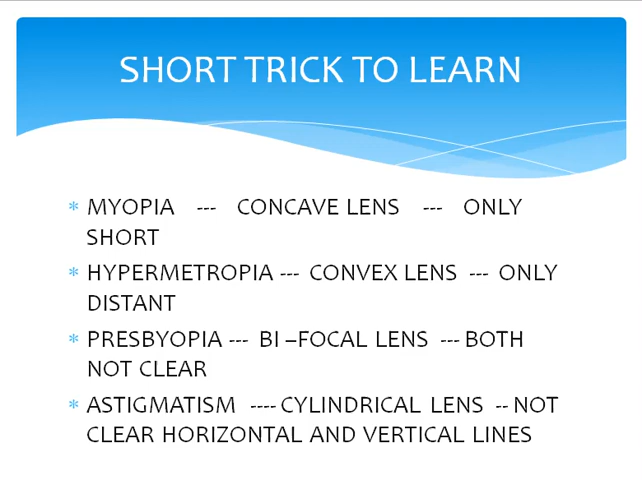 SHORT TRICK TO LEARN
MYOPIA --- CONCAVE LENS --- ONLY
SHORT
HYPERMETROPIA --- CONVEX LENS --- ONLY
DISTANT
PRESBYOPIA --- BI –FOCAL LENS --- BOTH
NOT CLEAR
ASTIGMATISM ---- CYLINDRICAL LENS -- NOT
CLEAR HORIZONTAL AND VERTICAL LINES